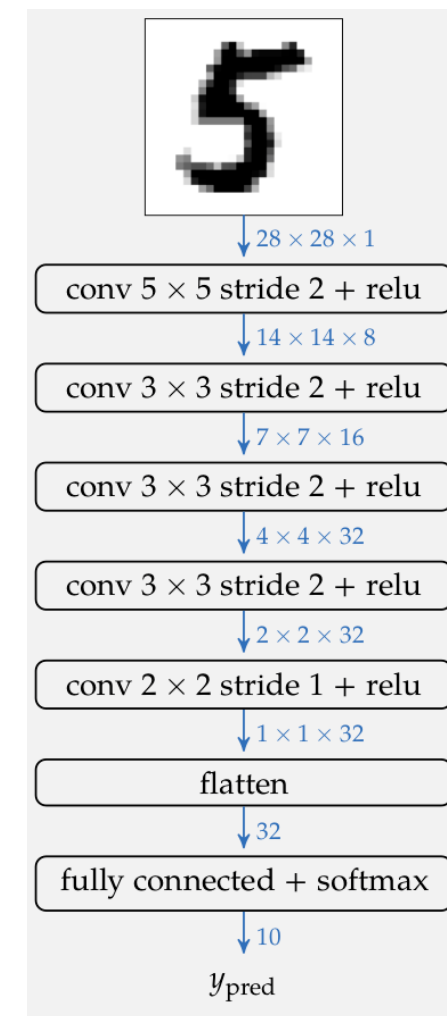 5
28 × 28 × 1
conv 5 × 5 stride 2 + relu
14 × 14 × 8
conv 3 × 3 stride 2 + relu
7 × 7 × 16
conv 3 × 3 stride 2 + relu
4 × 4 × 32
conv 3 × 3 stride 2 + relu
2 × 2 × 32
conv 2 × 2 stride 1 + relu
1 × 1 × 32
flatten
32
fully connected + softmax
10
y_pred